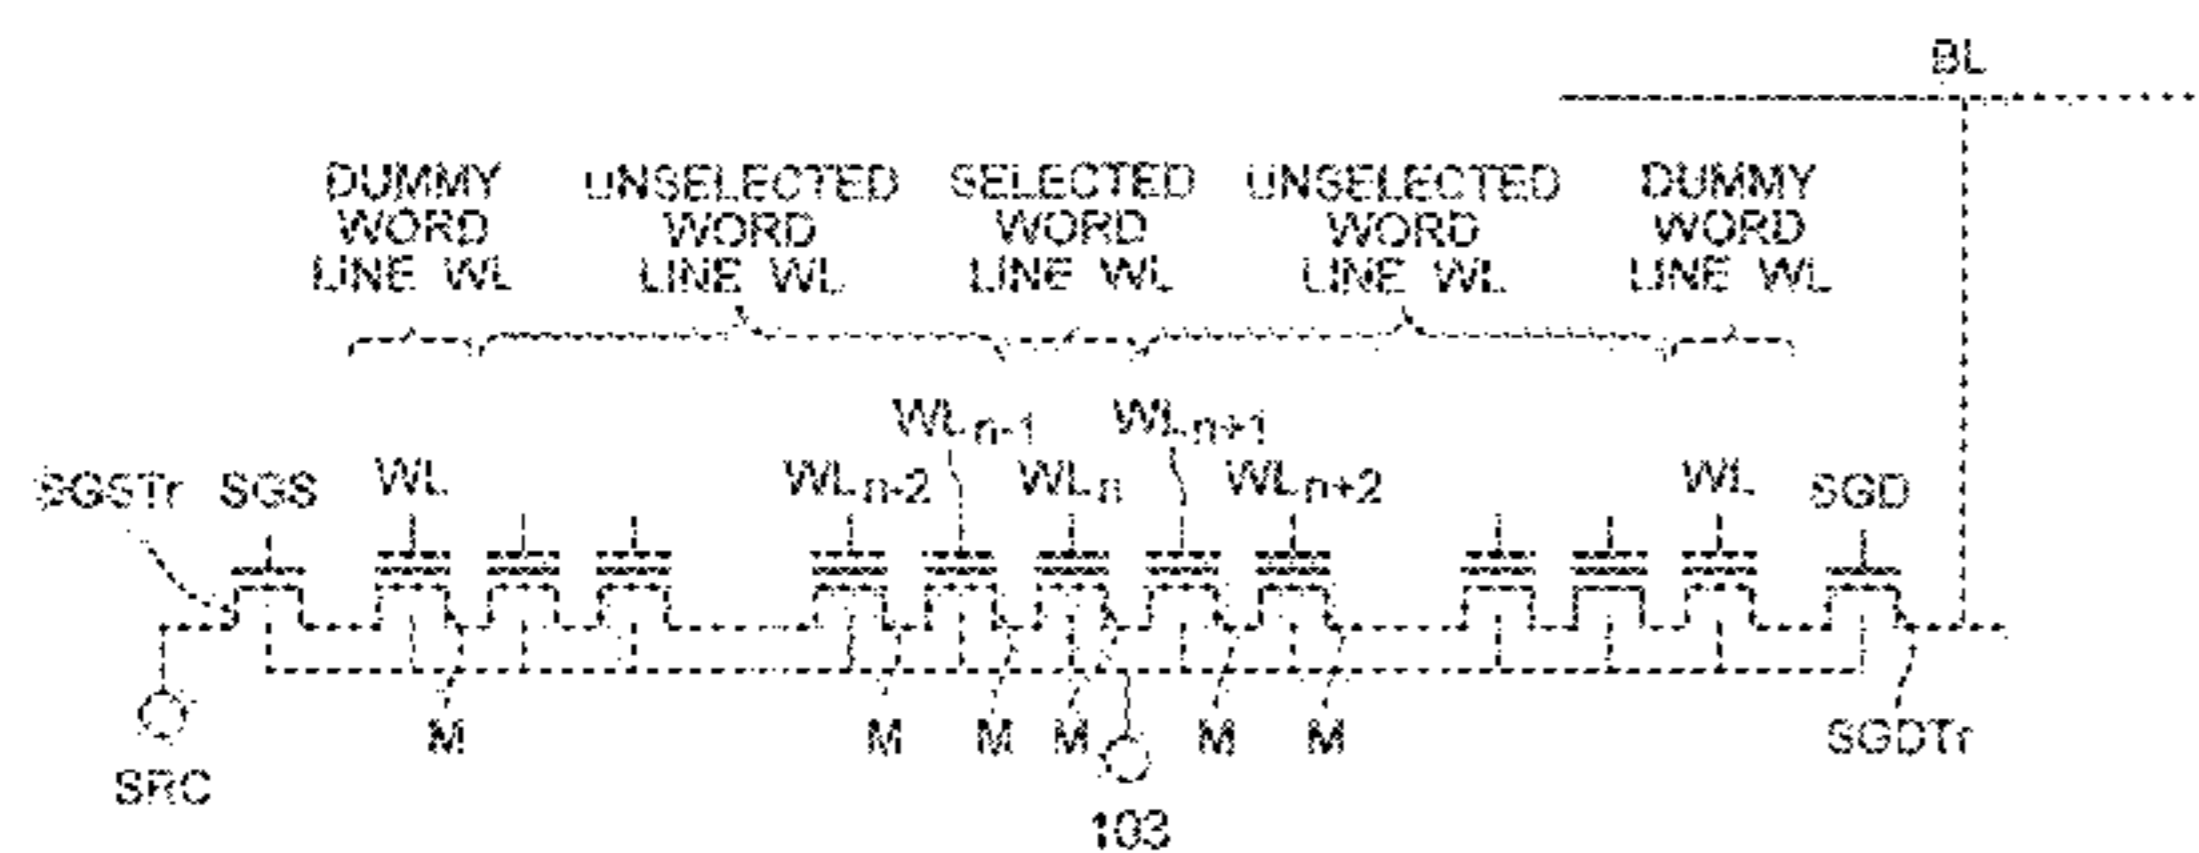 BL
DUMMY
WORD
LINE WL
UNSELECTED
WORD
LINE WL
SELECTED
WORD
LINE WL
UNSELECTED
WORD
LINE WL
DUMMY
WORD
LINE WL
WLn-1
WLn+1
SGSTr
SGS
WL
WLn-2
WLn
WLn+2
WL
SGD
M
M
M
M
M
M
SGDTr
SRC
103